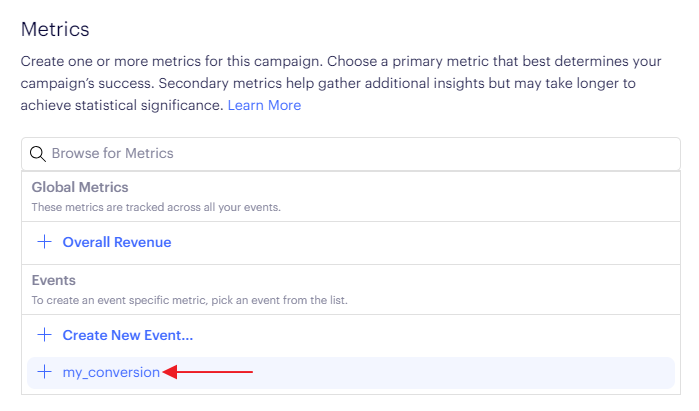 Metrics
Create one or more metrics for this campaign. Choose a primary metric that best determines your
campaign’s success. Secondary metrics help gather additional insights but may take longer to
achieve statistical significance. Learn More
Browse for Metrics
Global Metrics
These metrics are tracked across all your events.
Overall Revenue
Events
To create an event specific metric, pick an event from the list.
Create New Event...
my_conversion